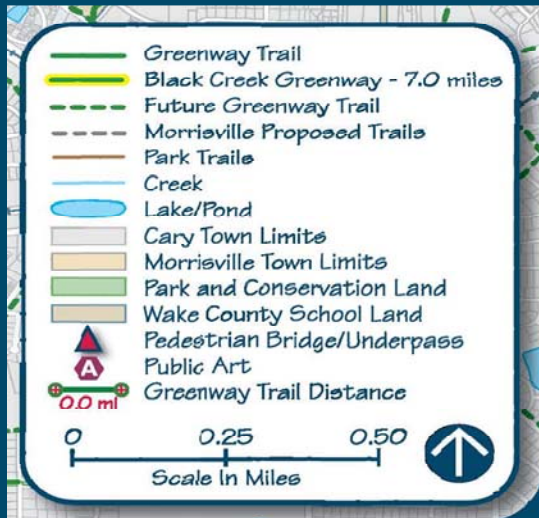 Greenway Trail
Black Creek Greenway - 7.0 miles
Future Greenway Trail
Morrisville Proposed Trails
Park Trails
Creek
Lake/Pond
Cary Town Limits
Morrisville Town Limits
Park and Conservation Land
Wake County School Land
Pedestrian Bridge/Underpass
A Public Art
Greenway Trail Distance
0.0 mi
0 0.25 0.50
Scale In Miles